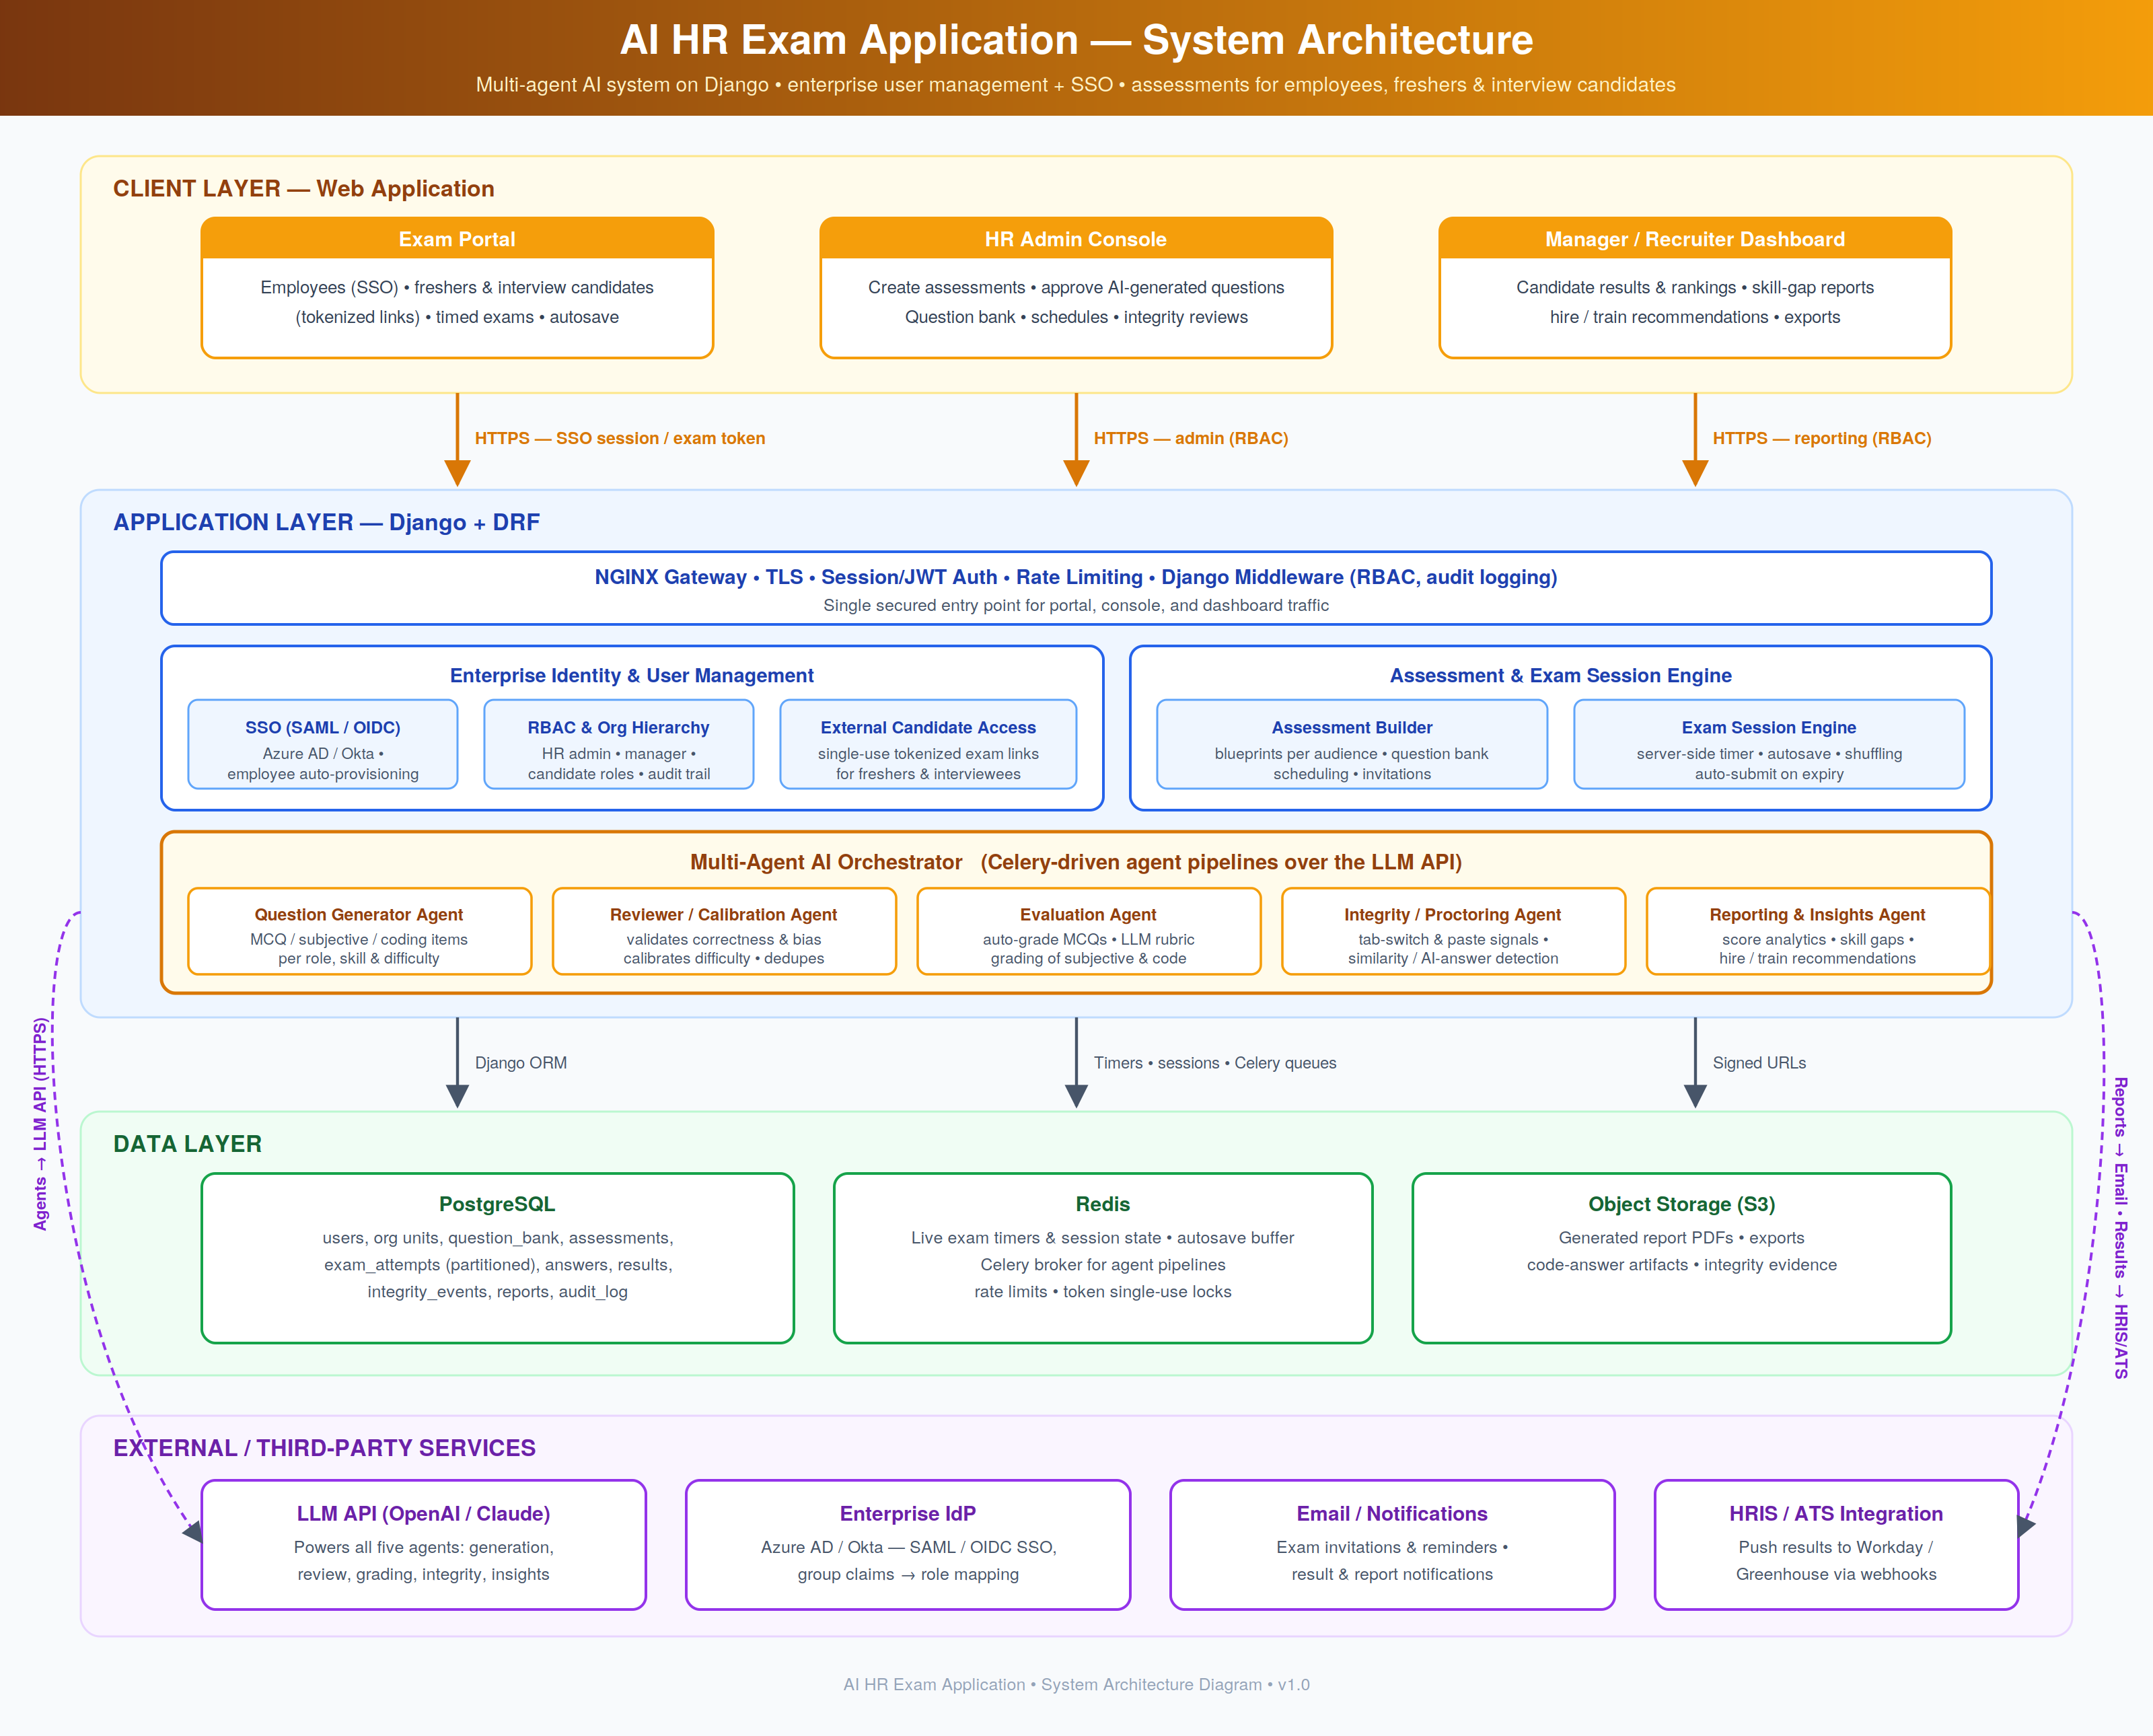 AI HR Exam Application — System Architecture
Multi-agent AI system on Django • enterprise user management + SSO • assessments for employees, freshers & interview candidates
CLIENT LAYER — Web Application
Exam Portal
Employees (SSO) • freshers & interview candidates
(tokenized links) • timed exams • autosave
HR Admin Console
Create assessments • approve AI-generated questions
Question bank • schedules • integrity reviews
Manager / Recruiter Dashboard
Candidate results & rankings • skill-gap reports
hire / train recommendations • exports
HTTPS — SSO session / exam token
HTTPS — admin (RBAC)
HTTPS — reporting (RBAC)
APPLICATION LAYER — Django + DRF
NGINX Gateway • TLS • Session/JWT Auth • Rate Limiting • Django Middleware (RBAC, audit logging)
Single secured entry point for portal, console, and dashboard traffic
Enterprise Identity & User Management
SSO (SAML / OIDC)
Azure AD / Okta •
employee auto-provisioning
RBAC & Org Hierarchy
HR admin • manager •
candidate roles • audit trail
External Candidate Access
single-use tokenized exam links
for freshers & interviewees
Assessment & Exam Session Engine
Assessment Builder
blueprints per audience • question bank
scheduling • invitations
Exam Session Engine
server-side timer • autosave • shuffling
auto-submit on expiry
Multi-Agent AI Orchestrator (Celery-driven agent pipelines over the LLM API)
Question Generator Agent
MCQ / subjective / coding items
per role, skill & difficulty
Reviewer / Calibration Agent
validates correctness & bias
calibrates difficulty • dedupes
Evaluation Agent
auto-grade MCQs • LLM rubric
grading of subjective & code
Integrity / Proctoring Agent
tab-switch & paste signals •
similarity / AI-answer detection
Reporting & Insights Agent
score analytics • skill gaps •
hire / train recommendations
Agents → LLM API (HTTPS)
Reports → Email • Results → HRIS/ATS
Django ORM
Timers • sessions • Celery queues
Signed URLs
DATA LAYER
PostgreSQL
users, org units, question_bank, assessments,
exam_attempts (partitioned), answers, results,
integrity_events, reports, audit_log
Redis
Live exam timers & session state • autosave buffer
Celery broker for agent pipelines
rate limits • token single-use locks
Object Storage (S3)
Generated report PDFs • exports
code-answer artifacts • integrity evidence
EXTERNAL / THIRD-PARTY SERVICES
LLM API (OpenAI / Claude)
Powers all five agents: generation,
review, grading, integrity, insights
Enterprise IdP
Azure AD / Okta — SAML / OIDC SSO,
group claims → role mapping
Email / Notifications
Exam invitations & reminders •
result & report notifications
HRIS / ATS Integration
Push results to Workday /
Greenhouse via webhooks
AI HR Exam Application • System Architecture Diagram • v1.0